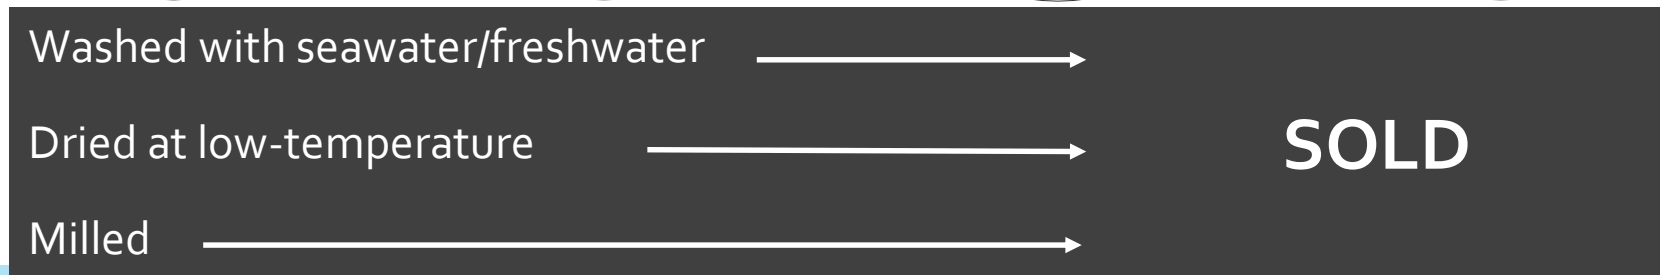 Washed with seawater/freshwater
Dried at low-temperature
SOLD
Milled